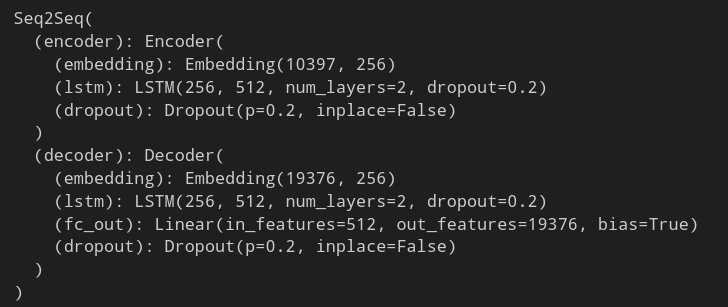 Seq2Seq(
  (encoder): Encoder(
    (embedding): Embedding(10397, 256)
    (lstm): LSTM(256, 512, num_layers=2, dropout=0.2)
    (dropout): Dropout(p=0.2, inplace=False)
  )
  (decoder): Decoder(
    (embedding): Embedding(19376, 256)
    (lstm): LSTM(256, 512, num_layers=2, dropout=0.2)
    (fc_out): Linear(in_features=512, out_features=19376, bias=True)
    (dropout): Dropout(p=0.2, inplace=False)
  )
)